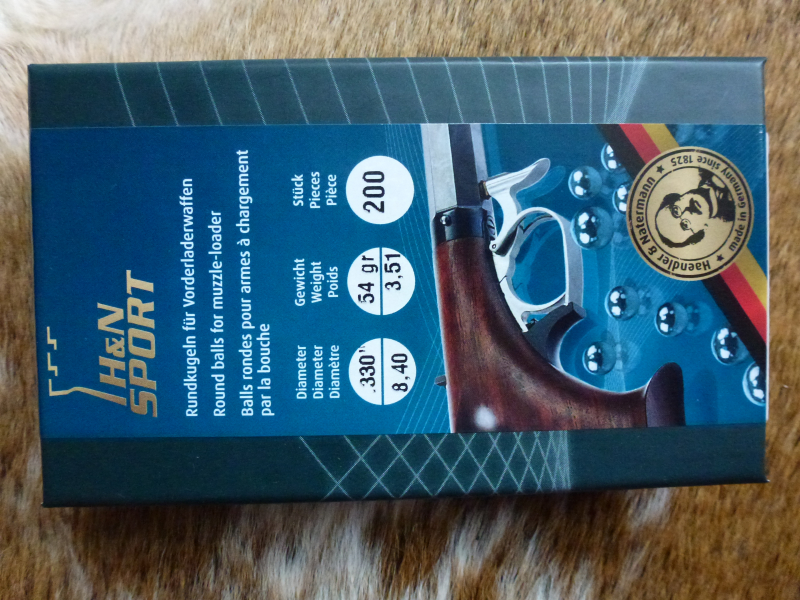 H&N
SPORT
Rundkugeln für Vorderladerwaffen
Round balls for muzzle-loader
Balls rondes pour armes à chargement
par la bouche
Diameter
Diameter
Diamètre
.330"
8,40
Gewicht
Weight
Poids
54 gr
3,51
Stück
Pieces
Pièce
200
Haendler & Natermann
★ made in Germany since 1825 ★